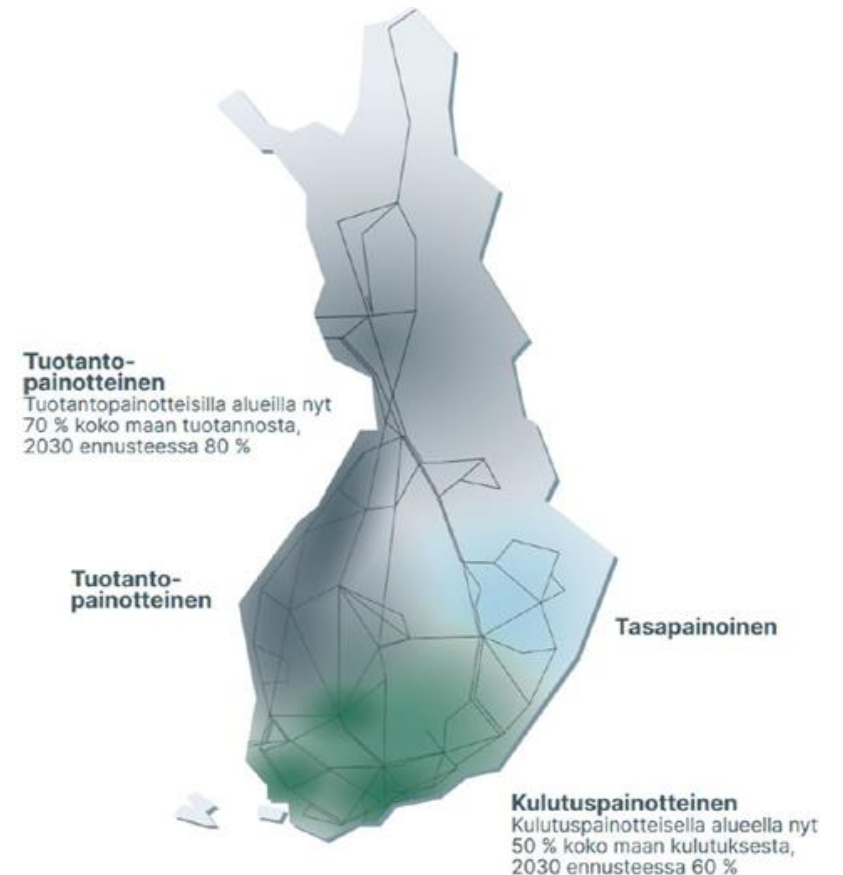 Tuotanto-
painotteinen
Tuotantopainotteisilla alueilla nyt
70 % koko maan tuotannosta,
2030 ennusteessa 80 %
Tuotanto-
painotteinen
Tasapainoinen
Kulutuspainotteinen
Kulutuspainotteisella alueella nyt
50 % koko maan kulutuksesta,
2030 ennusteessa 60 %